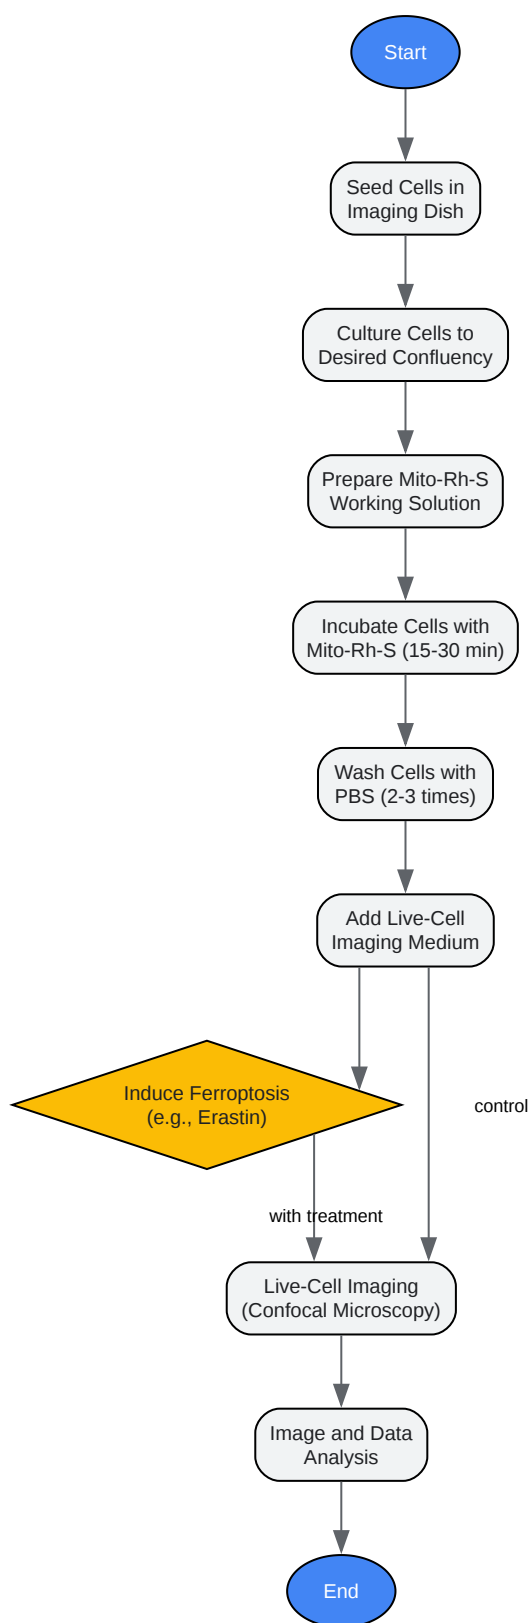 Start
Seed Cells in
Imaging Dish
Culture Cells to
Desired Confluency
Prepare Mito-Rh-S
Working Solution
Incubate Cells with
Mito-Rh-S (15-30 min)
Wash Cells with
PBS (2-3 times)
Add Live-Cell
Imaging Medium
Induce Ferroptosis
(e.g., Erastin)
control
with treatment
Live-Cell Imaging
(Confocal Microscopy)
Image and Data
Analysis
End